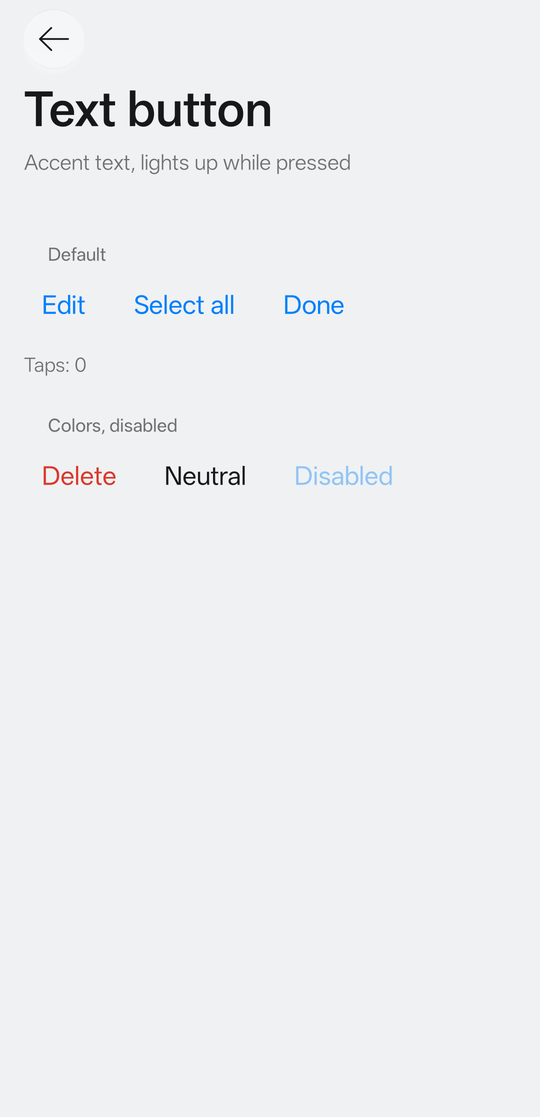 Text button
Accent text, lights up while pressed
Default
Edit Select all Done
Taps: 0
Colors, disabled
Delete Neutral Disabled